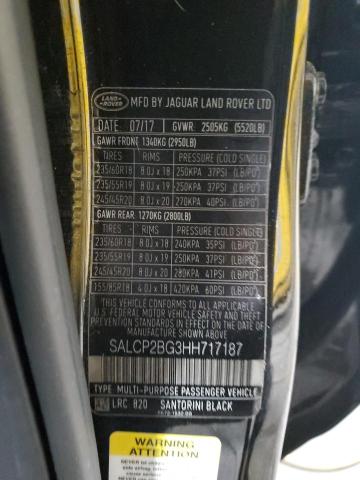 LAND ROVER
MFD BY JAGUAR LAND ROVER LTD
DATE 07/17 GVWR 2505KG (5520LB)
GAWR FRONT 1340KG (2950LB)
TIRES RIMS PRESSURE (COLD SINGLE)
235/60R18 8.0J x 18 250KPA 37PSI (LB/PO²)
235/55R19 8.0J x 19 250KPA 37PSI (LB/PO²)
245/45R20 8.0J x 20 270KPA 40PSI (LB/PO²)
GAWR REAR 1270KG (2800LB)
TIRES RIMS PRESSURE (COLD SINGLE)
235/60R18 8.0J x 18 240KPA 35PSI (LB/PO²)
235/55R19 8.0J x 19 240KPA 35PSI (LB/PO²)
245/45R20 8.0J x 20 280KPA 41PSI (LB/PO²)
155/85R18 4.0J x 18 420KPA 60PSI (LB/PO²)
THIS VEHICLE CONFORMS TO ALL APPLICABLE
U.S. FEDERAL MOTOR VEHICLE SAFETY STANDARDS
IN EFFECT ON THE DATE OF
MANUFACTURE SHOWN ABOVE
SALCP2BG3HH717187
TYPE: MULTI-PURPOSE PASSENGER VEHICLE
LRC 820 SANTORINI BLACK
WARNING
ATTENTION